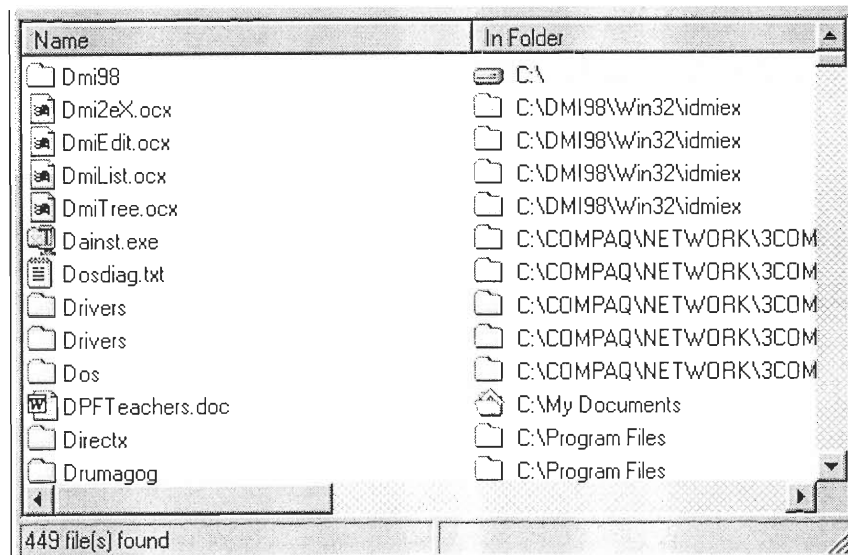 Name In Folder
Dmi98 C:\
Dmi2eX.ocx C:\DMI98\Win32\idmiex
DmiEdit.ocx C:\DMI98\Win32\idmiex
DmiList.ocx C:\DMI98\Win32\idmiex
DmiTree.ocx C:\DMI98\Win32\idmiex
Dainst.exe C:\COMPAQ\NETWORK\3COM
Dosdiag.txt C:\COMPAQ\NETWORK\3COM
Drivers C:\COMPAQ\NETWORK\3COM
Drivers C:\COMPAQ\NETWORK\3COM
Dos C:\COMPAQ\NETWORK\3COM
DPFTeachers.doc C:\My Documents
Directx C:\Program Files
Drumagog C:\Program Files
449 file(s) found